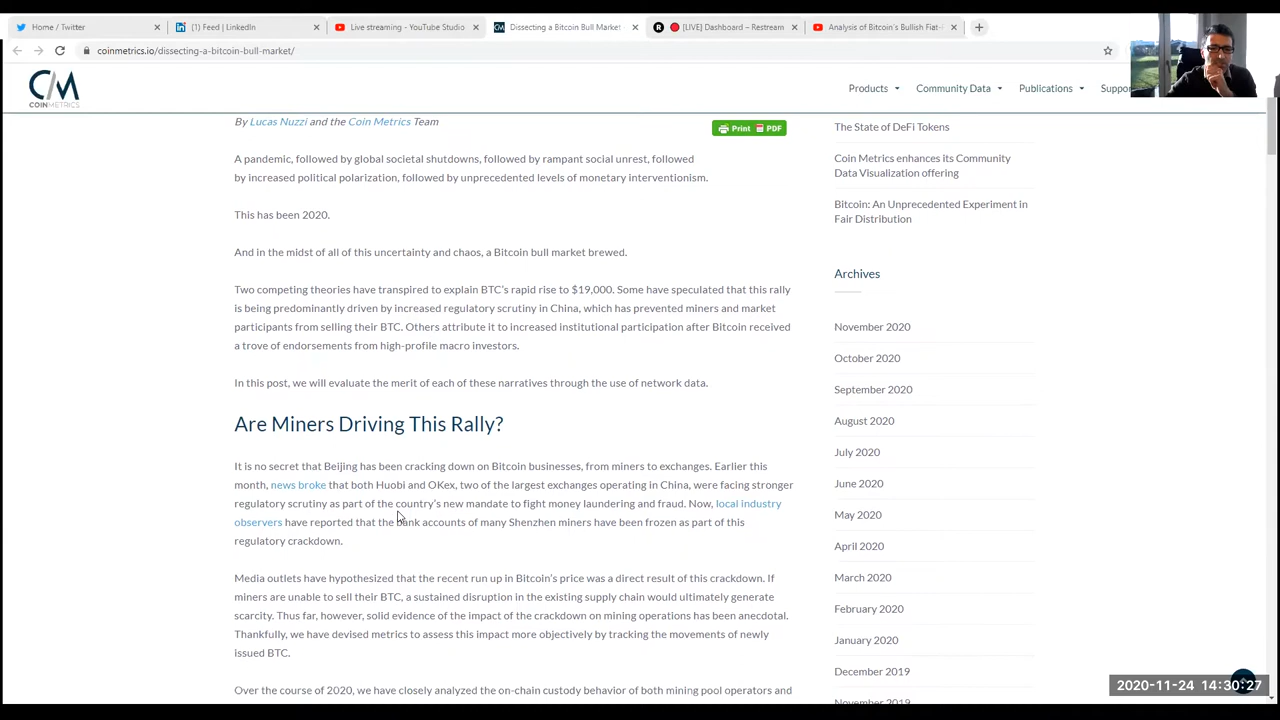 Home / Twitter
(1) Feed | LinkedIn
Live streaming - YouTube Studio
Dissecting a Bitcoin Bull Market -
[LIVE] Dashboard – Restream
Analysis of Bitcoin's Bullish Fiat-
coinmetrics.io/dissecting-a-bitcoin-bull-market/
CM
COINMETRICS
Products
Community Data
Publications
Suppor
By Lucas Nuzzi and the Coin Metrics Team
Print PDF
A pandemic, followed by global societal shutdowns, followed by rampant social unrest, followed
by increased political polarization, followed by unprecedented levels of monetary interventionism.
This has been 2020.
And in the midst of all of this uncertainty and chaos, a Bitcoin bull market brewed.
Two competing theories have transpired to explain BTC's rapid rise to $19,000. Some have speculated that this rally
is being predominantly driven by increased regulatory scrutiny in China, which has prevented miners and market
participants from selling their BTC. Others attribute it to increased institutional participation after Bitcoin received
a trove of endorsements from high-profile macro investors.
In this post, we will evaluate the merit of each of these narratives through the use of network data.
Are Miners Driving This Rally?
It is no secret that Beijing has been cracking down on Bitcoin businesses, from miners to exchanges. Earlier this
month, news broke that both Huobi and OKex, two of the largest exchanges operating in China, were facing stronger
regulatory scrutiny as part of the country's new mandate to fight money laundering and fraud. Now, local industry
observers have reported that the bank accounts of many Shenzhen miners have been frozen as part of this
regulatory crackdown.
Media outlets have hypothesized that the recent run up in Bitcoin's price was a direct result of this crackdown. If
miners are unable to sell their BTC, a sustained disruption in the existing supply chain would ultimately generate
scarcity. Thus far, however, solid evidence of the impact of the crackdown on mining operations has been anecdotal.
Thankfully, we have devised metrics to assess this impact more objectively by tracking the movements of newly
issued BTC.
Over the course of 2020, we have closely analyzed the on-chain custody behavior of both mining pool operators and
The State of DeFi Tokens
Coin Metrics enhances its Community
Data Visualization offering
Bitcoin: An Unprecedented Experiment in
Fair Distribution
Archives
November 2020
October 2020
September 2020
August 2020
July 2020
June 2020
May 2020
April 2020
March 2020
February 2020
January 2020
December 2019
November 2019
2020-11-24 14:30:27